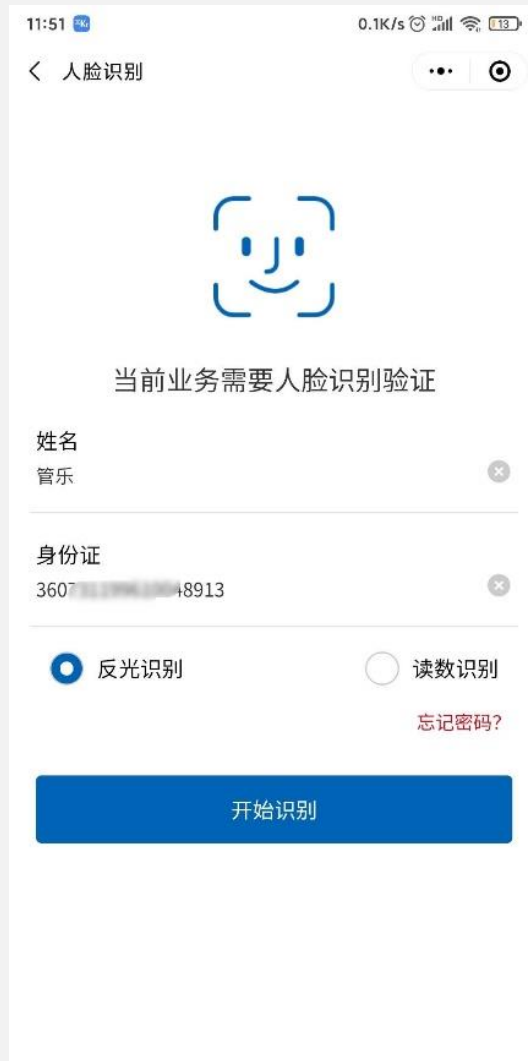 11:51
0.1K/s HD 13
人脸识别
当前业务需要人脸识别验证
姓名
管乐
身份证
360 8913
反光识别 读数识别
忘记密码?
开始识别